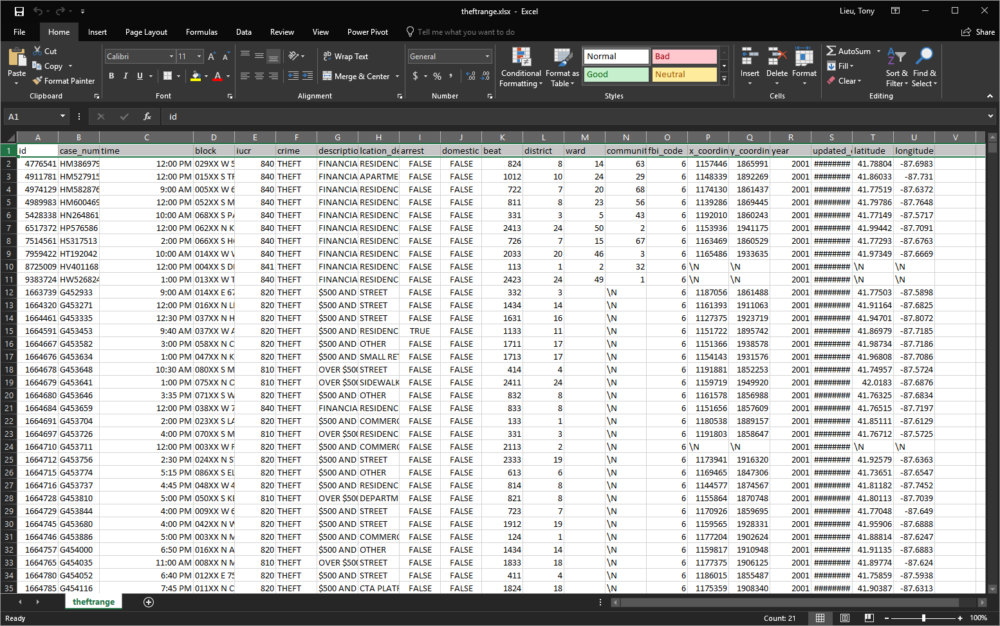 theftrange.xlsx - Excel
Lieu, Tony
File Home Insert Page Layout Formulas Data Review View Power Pivot Tell me what you want to do Share
Paste
Cut
Copy
Format Painter
Clipboard
Calibri 11
B I U
Font
Wrap Text
Merge & Center
Alignment
General
$ % ,
Number
Conditional Formatting
Format as Table
Normal Bad
Good Neutral
Styles
Insert Delete Format
Cells
AutoSum
Fill
Clear
Sort & Filter
Find & Select
Editing
A1 fx id
A B C D E F G H I J K L M N O P Q R S T U V
1 id case_num time block iucr crime descriptio lcation_de arrest domestic beat district ward communit fbi_code x_coordin y_coordin year updated_ latitude longitude
2 4776541 HM386979 12:00 PM 029XX W 5 840 THEFT FINANCIA RESIDENC FALSE FALSE 824 8 14 63 6 1157446 1865991 2001 ######## 41.78804 -87.6983
3 4911781 HM527915 12:00 PM 015XX S TR 840 THEFT FINANCIA APARTME FALSE FALSE 1012 10 24 29 6 1148339 1892269 2001 ######## 41.86033 -87.731
4 4974129 HM582876 9:00 AM 005XX W 6 840 THEFT FINANCIA RESIDENC FALSE FALSE 722 7 20 68 6 1174130 1861437 2001 ######## 41.77519 -87.6372
5 4989983 HM600469 12:00 PM 052XX S M 840 THEFT FINANCIA RESIDENC FALSE FALSE 811 8 23 56 6 1139286 1869445 2001 ######## 41.79786 -87.7648
6 5428338 HN264861 10:00 AM 068XX S PA 840 THEFT FINANCIA RESIDENC FALSE FALSE 331 3 5 43 6 1192010 1860243 2001 ######## 41.77149 -87.5717
7 6517372 HP576586 12:00 PM 062XX N K 840 THEFT FINANCIA RESIDENC FALSE FALSE 2413 24 50 2 6 1153936 1941175 2001 ######## 41.99442 -87.7091
8 7514561 HS317513 2:00 PM 066XX S HO 840 THEFT FINANCIA RESIDENC FALSE FALSE 726 7 15 67 6 1163469 1860529 2001 ######## 41.77293 -87.6763
9 7959422 HT192042 10:00 AM 014XX W W 840 THEFT FINANCIA RESIDENC FALSE FALSE 2033 20 46 3 6 1165486 1933635 2001 ######## 41.97349 -87.6669
10 8725009 HV401168 12:00 PM 004XX S DE 841 THEFT FINANCIA RESIDENC FALSE FALSE 113 1 2 32 6 \N \N 2001 ######## \N \N
11 9383724 HW526824 1:00 PM 013XX W T 840 THEFT FINANCIA RESIDENC FALSE FALSE 2423 24 49 1 6 \N \N 2001 ######## \N \N
12 1663739 G452933 9:00 AM 014XX E 67 820 THEFT $500 AND STREET FALSE FALSE 332 3 \N 6 1187056 1861488 2001 ######## 41.77503 -87.5898
13 1664320 G453271 12:00 PM 016XX N LI 820 THEFT $500 AND STREET FALSE FALSE 1434 14 \N 6 1161393 1911063 2001 ######## 41.91164 -87.6825
14 1664461 G453335 12:30 PM 037XX N H 820 THEFT $500 AND STREET FALSE FALSE 1631 16 \N 6 1127375 1923719 2001 ######## 41.94701 -87.8072
15 1664591 G453453 9:40 AM 037XX W A 820 THEFT $500 AND RESIDENC TRUE FALSE 1133 11 \N 6 1151722 1895742 2001 ######## 41.86979 -87.7185
16 1664667 G453582 3:00 PM 058XX N C 820 THEFT $500 AND OTHER FALSE FALSE 1711 17 \N 6 1151366 1938578 2001 ######## 41.98734 -87.7186
17 1664676 G453634 1:00 PM 047XX N K 820 THEFT $500 AND SMALL RET FALSE FALSE 1713 17 \N 6 1154143 1931576 2001 ######## 41.96808 -87.7086
18 1664678 G453648 10:30 AM 080XX S M 810 THEFT OVER $500 STREET FALSE FALSE 414 4 \N 6 1191881 1852253 2001 ######## 41.74957 -87.5724
19 1664679 G453641 1:00 PM 075XX N C 810 THEFT OVER $500 SIDEWALK FALSE FALSE 2411 24 \N 6 1159719 1949920 2001 ######## 42.0183 -87.6876
20 1664680 G453646 3:35 PM 071XX S W 820 THEFT $500 AND OTHER FALSE FALSE 832 8 \N 6 1161578 1856988 2001 ######## 41.76325 -87.6834
21 1664684 G453659 12:00 PM 038XX W 7 840 THEFT FINANCIA RESIDENC FALSE FALSE 833 8 \N 6 1151656 1857609 2001 ######## 41.76515 -87.7197
22 1664691 G453704 2:00 PM 023XX S LA 820 THEFT $500 AND COMMERC FALSE FALSE 133 1 \N 6 1180538 1889157 2001 ######## 41.85111 -87.6129
23 1664697 G453726 4:00 PM 070XX S M 810 THEFT OVER $500 RESIDENC FALSE FALSE 331 3 \N 6 1191803 1858647 2001 ######## 41.76712 -87.5725
24 1664710 G453711 12:00 PM 003XX W F 820 THEFT $500 AND COMMERC FALSE FALSE 2113 2 \N 6 \N \N 2001 ######## \N \N
25 1664712 G453756 2:30 PM 024XX N ST 820 THEFT $500 AND STREET FALSE FALSE 2333 19 \N 6 1173941 1916320 2001 ######## 41.92579 -87.6363
26 1664715 G453774 5:15 PM 086XX S EL 820 THEFT $500 AND OTHER FALSE FALSE 613 6 \N 6 1169465 1847306 2001 ######## 41.73651 -87.6547
27 1664716 G453737 4:45 PM 048XX W 4 820 THEFT $500 AND RESIDENC FALSE FALSE 814 8 \N 6 1144577 1874567 2001 ######## 41.81182 -87.7452
28 1664728 G453810 5:00 PM 050XX S KE 810 THEFT OVER $500 DEPARTM FALSE FALSE 821 8 \N 6 1155864 1870748 2001 ######## 41.80113 -87.7039
29 1664729 G453844 4:00 PM 009XX W 6 820 THEFT $500 AND STREET FALSE FALSE 723 7 \N 6 1170926 1859695 2001 ######## 41.77048 -87.649
30 1664745 G453680 4:00 PM 042XX N W 820 THEFT $500 AND STREET FALSE FALSE 1912 19 \N 6 1159565 1928331 2001 ######## 41.95906 -87.6888
31 1664746 G453886 5:00 PM 003XX N M 820 THEFT $500 AND COMMERC FALSE FALSE 124 1 \N 6 1177204 1902624 2001 ######## 41.88814 -87.6247
32 1664757 G454000 6:50 PM 016XX N A 820 THEFT $500 AND OTHER FALSE FALSE 1434 14 \N 6 1159817 1910948 2001 ######## 41.91135 -87.6883
33 1664765 G454035 11:00 AM 008XX N M 810 THEFT OVER $500 STREET FALSE FALSE 1833 18 \N 6 1177375 1906125 2001 ######## 41.89774 -87.624
34 1664780 G454052 6:40 PM 012XX E 75 820 THEFT $500 AND STREET FALSE FALSE 411 4 \N 6 1186015 1855487 2001 ######## 41.75859 -87.5938
35 1664785 G454116 7:45 PM 011XX N C 820 THEFT $500 AND CTA PLATF FALSE FALSE 1824 18 \N 6 1175359 1908340 2001 ######## 41.90387 -87.6313
theftrange
Ready Count: 21 100%